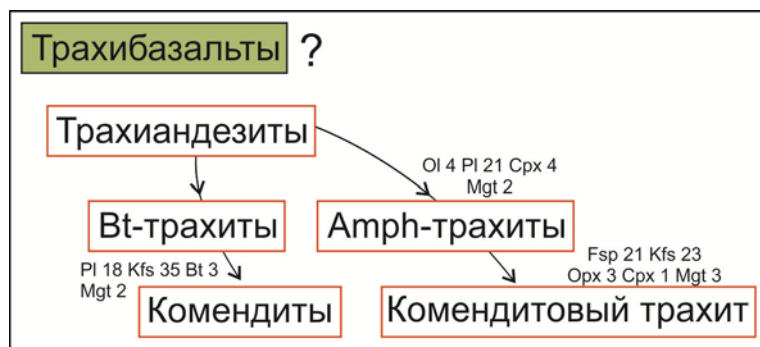 Трахибазальты ?
Трахиандезиты
Ol 4 Pl 21 Cpx 4
Mgt 2
Bt-трахиты
Amph-трахиты
Pl 18 Kfs 35 Bt 3
Mgt 2
Fsp 21 Kfs 23
Opx 3 Cpx 1 Mgt 3
Комендиты
Комендитовый трахит